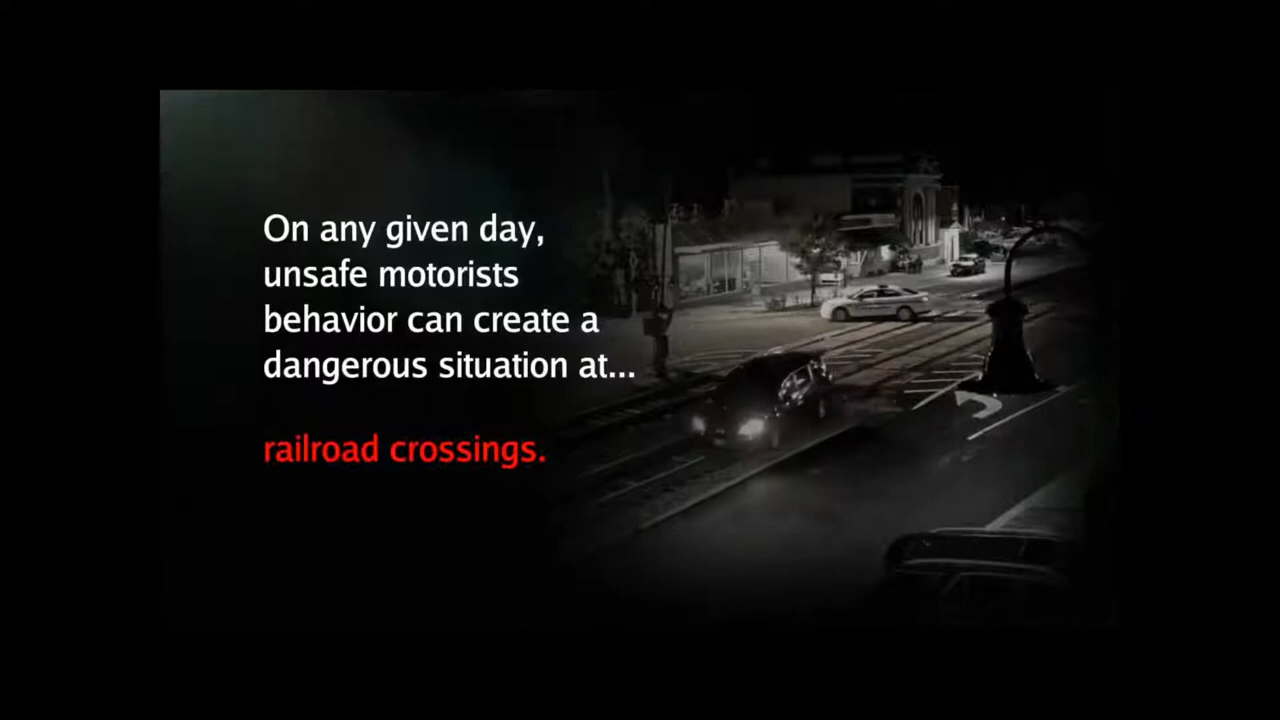 On any given day,
unsafe motorists
behavior can create a
dangerous situation at...
railroad crossings.